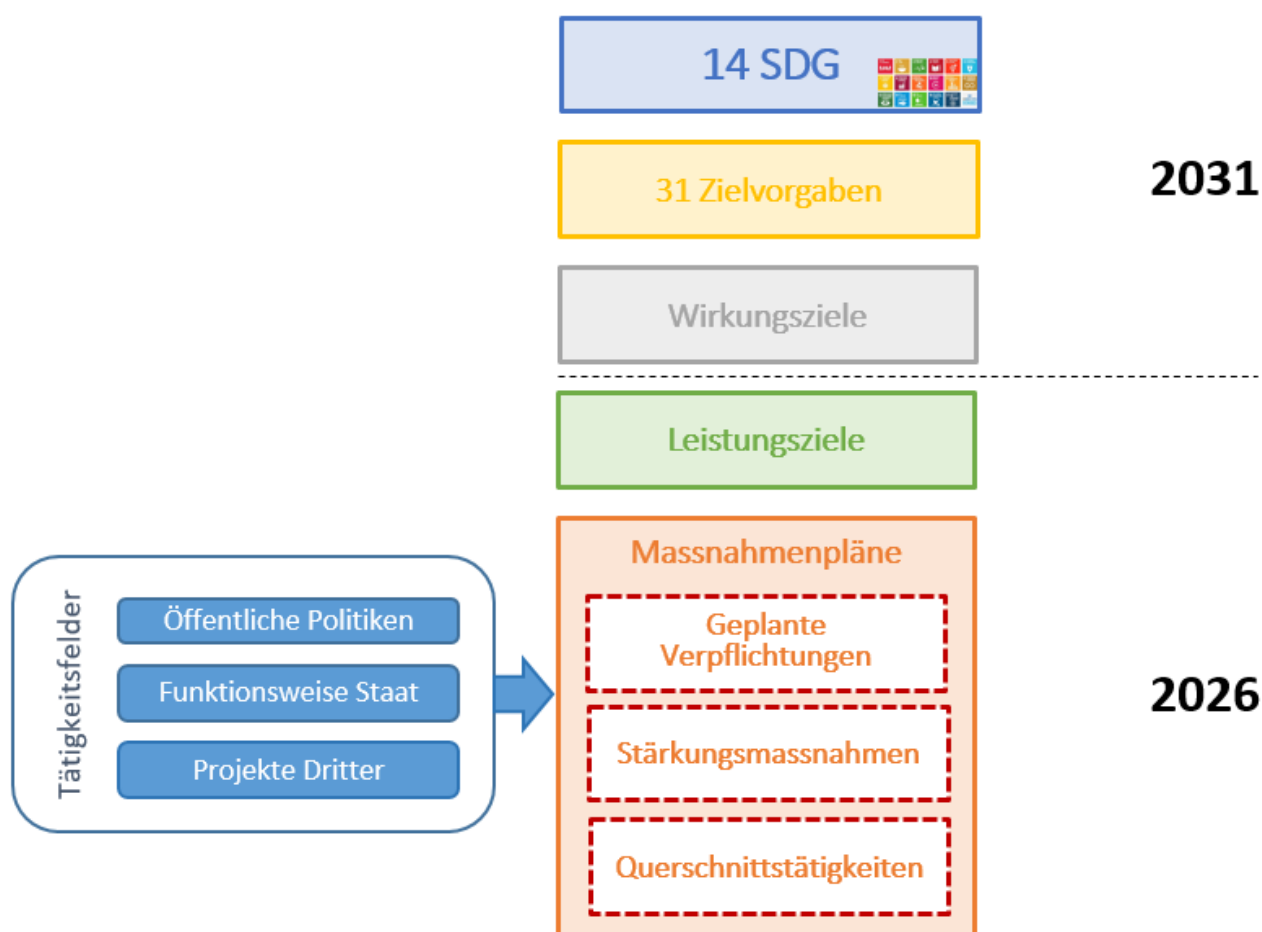 14 SDG
31 Zielvorgaben
2031
Wirkungsziele
Leistungsziele
Massnahmenpläne
Geplante
Verpflichtungen
Stärkungsmassnahmen
Querschnittstätigkeiten
2026
Tätigkeitsfelder
Öffentliche Politiken
Funktionsweise Staat
Projekte Dritter